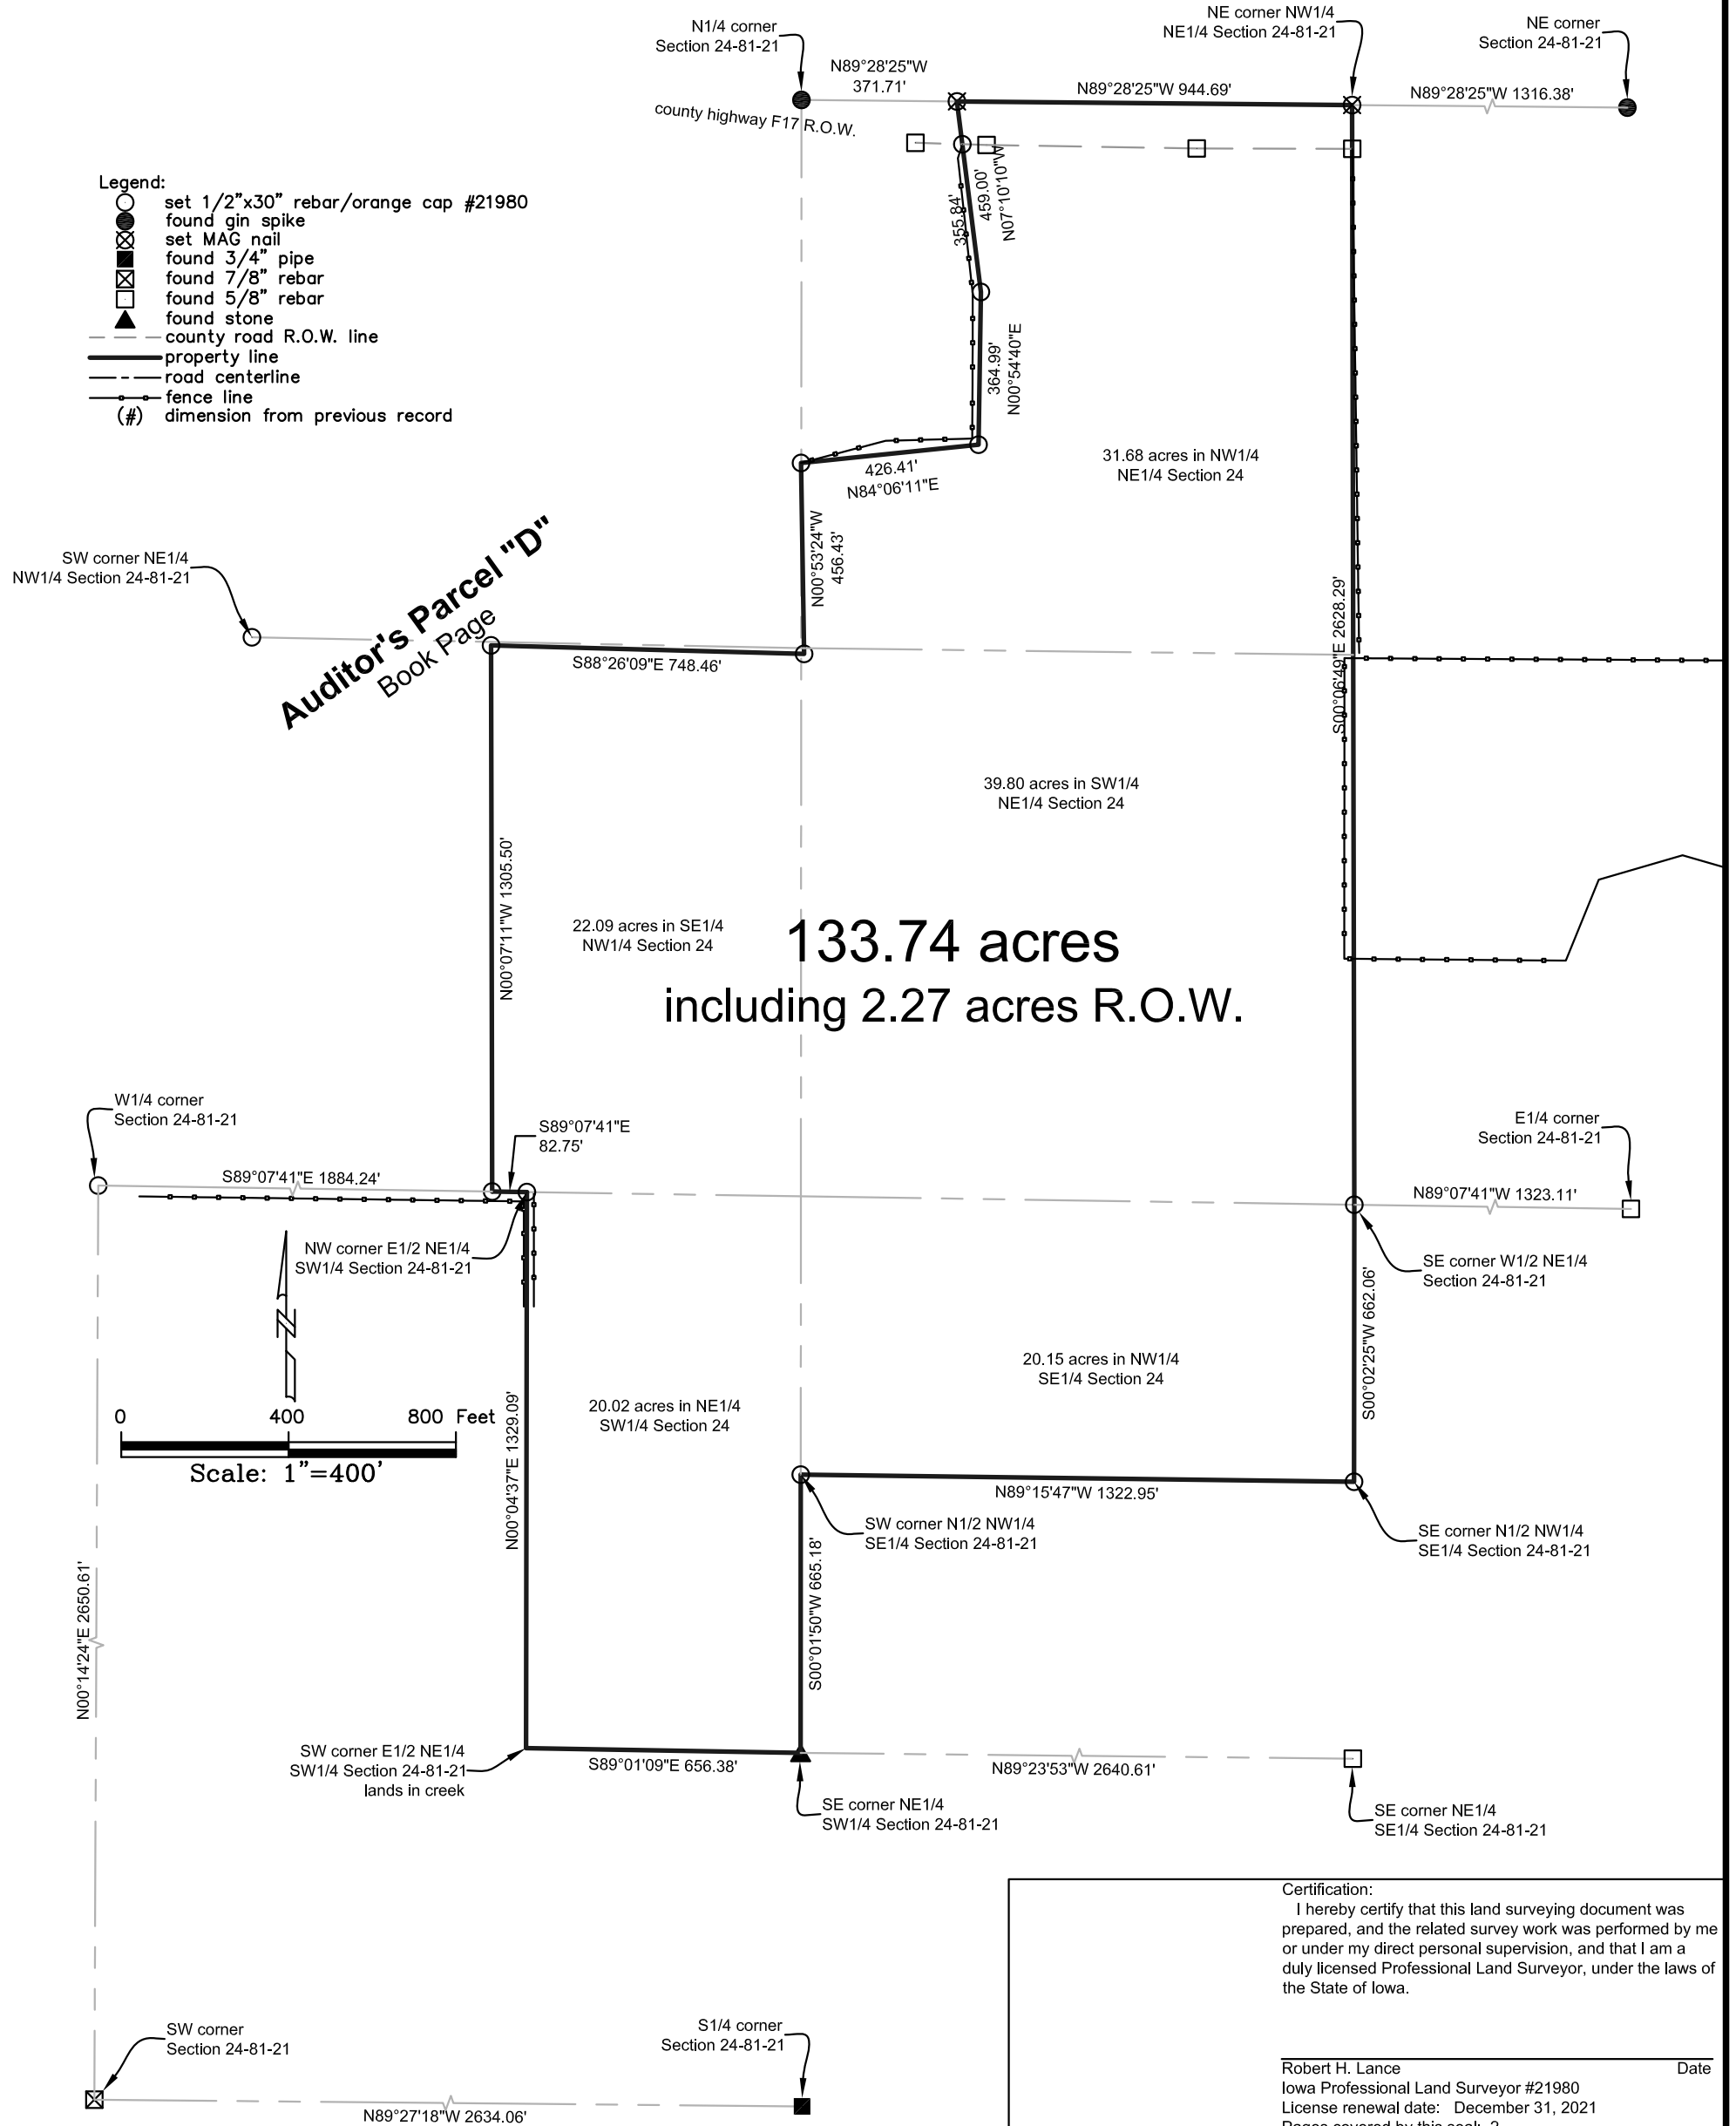 N1/4 corner
Section 24-81-21
NE corner NW1/4
NE1/4 Section 24-81-21
NE corner
Section 24-81-21
N89°28'25"W
371.71'
N89°28'25"W 944.69'
N89°28'25"W 1316.38'
county highway F17 R.O.W.
Legend:
set 1/2"x30" rebar/orange cap #21980
found gin spike
set MAG nail
found 3/4" pipe
found 7/8" rebar
found 5/8" rebar
found stone
county road R.O.W. line
property line
road centerline
fence line
(#) dimension from previous record
355.84'
459.00'
N07°10'10"W
364.99'
N00°54'40"E
426.41'
N84°06'11"E
31.68 acres in NW1/4
NE1/4 Section 24
N00°53'24"W
456.43'
SW corner NE1/4
NW1/4 Section 24-81-21
Auditor's Parcel "D"
Book Page
S88°26'09"E 748.46'
S00°06'49"E 2628.29'
39.80 acres in SW1/4
NE1/4 Section 24
N00°07'11"W 1305.50'
22.09 acres in SE1/4
NW1/4 Section 24
133.74 acres
including 2.27 acres R.O.W.
W1/4 corner
Section 24-81-21
S89°07'41"E
82.75'
E1/4 corner
Section 24-81-21
S89°07'41"E 1884.24'
N89°07'41"W 1323.11'
NW corner E1/2 NE1/4
SW1/4 Section 24-81-21
SE corner W1/2 NE1/4
Section 24-81-21
S00°02'25"W 662.06'
20.15 acres in NW1/4
SE1/4 Section 24
0 400 800 Feet
Scale: 1"=400'
20.02 acres in NE1/4
SW1/4 Section 24
N00°04'37"E 1329.09'
N89°15'47"W 1322.95'
SW corner N1/2 NW1/4
SE1/4 Section 24-81-21
SE corner N1/2 NW1/4
SE1/4 Section 24-81-21
S00°01'50"W 665.18'
N00°14'24"E 2650.61'
SW corner E1/2 NE1/4
SW1/4 Section 24-81-21
lands in creek
S89°01'09"E 656.38'
N89°23'53"W 2640.61'
SE corner NE1/4
SW1/4 Section 24-81-21
SE corner NE1/4
SE1/4 Section 24-81-21
Certification:
I hereby certify that this land surveying document was
prepared, and the related survey work was performed by me
or under my direct personal supervision, and that I am a
duly licensed Professional Land Surveyor, under the laws of
the State of Iowa.
SW corner
Section 24-81-21
S1/4 corner
Section 24-81-21
N89°27'18"W 2634.06'
Robert H. Lance Date
Iowa Professional Land Surveyor #21980
License renewal date: December 31, 2021
Pages covered by this seal: 2